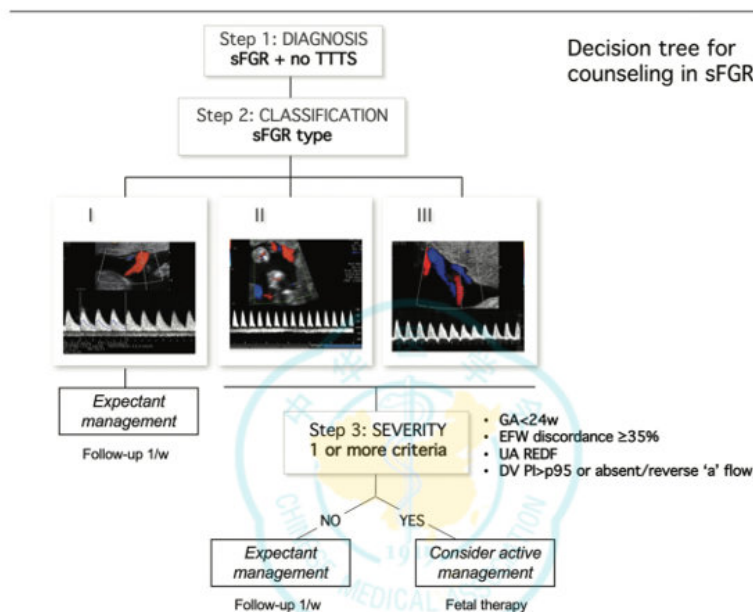 Step 1: DIAGNOSIS
sFGR + no TTTS
Decision tree for
counseling in sFGR
Step 2: CLASSIFICATION
sFGR type
I
II
III
Expectant
management
Follow-up 1/w
Step 3: SEVERITY
1 or more criteria
• GA<24w
• EFW discordance ≥35%
• UA REDF
• DV PI>p95 or absent/reverse ‘a’ flow
NO
YES
Expectant
management
Follow-up 1/w
Consider active
management
Fetal therapy
CHINESE MEDICAL ASSOCIATION